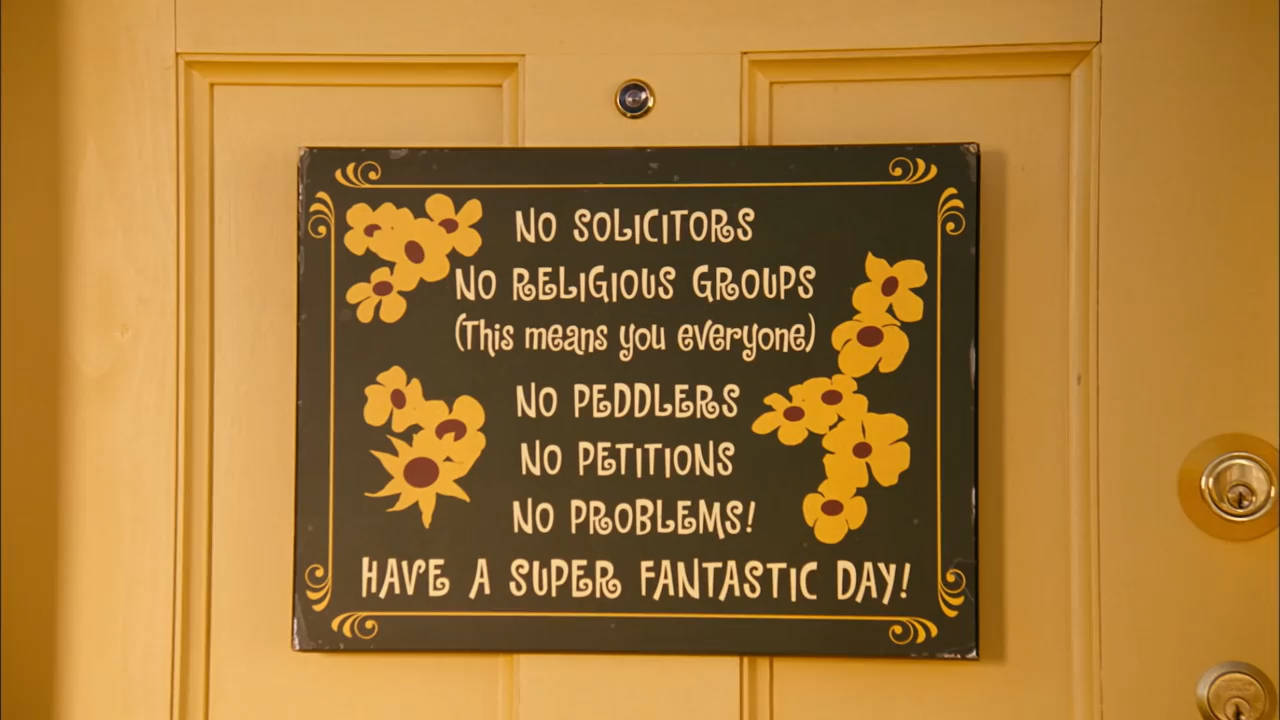 NO SOLICITORS
NO RELIGIOUS GROUPS
(This means you everyone)
NO PEDDLERS
NO PETITIONS
NO PROBLEMS!
HAVE A SUPER FANTASTIC DAY!